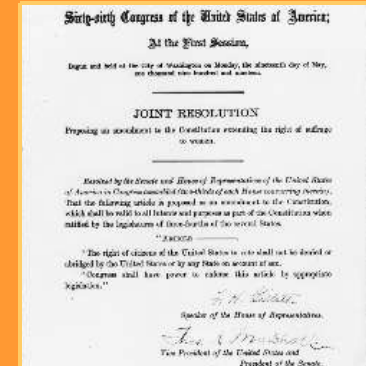 Sixty-sixth Congress of the United States of America;
At the First Session,
Begun and held at the City of Washington on Monday, the nineteenth day of May,
one thousand nine hundred and nineteen.
JOINT RESOLUTION
Proposing an amendment to the Constitution extending the right of suffrage
to women.
Resolved by the Senate and House of Representatives of the United States
of America in Congress assembled (two-thirds of each House concurring therein),
That the following article is proposed as an amendment to the Constitution,
which shall be valid to all intents and purposes as part of the Constitution when
ratified by the legislatures of three-fourths of the several States.
"ARTICLE ————.
"The right of citizens of the United States to vote shall not be denied or
abridged by the United States or by any State on account of sex.
"Congress shall have power to enforce this article by appropriate
legislation."
Speaker of the House of Representatives.
Vice President of the United States and
President of the Senate.